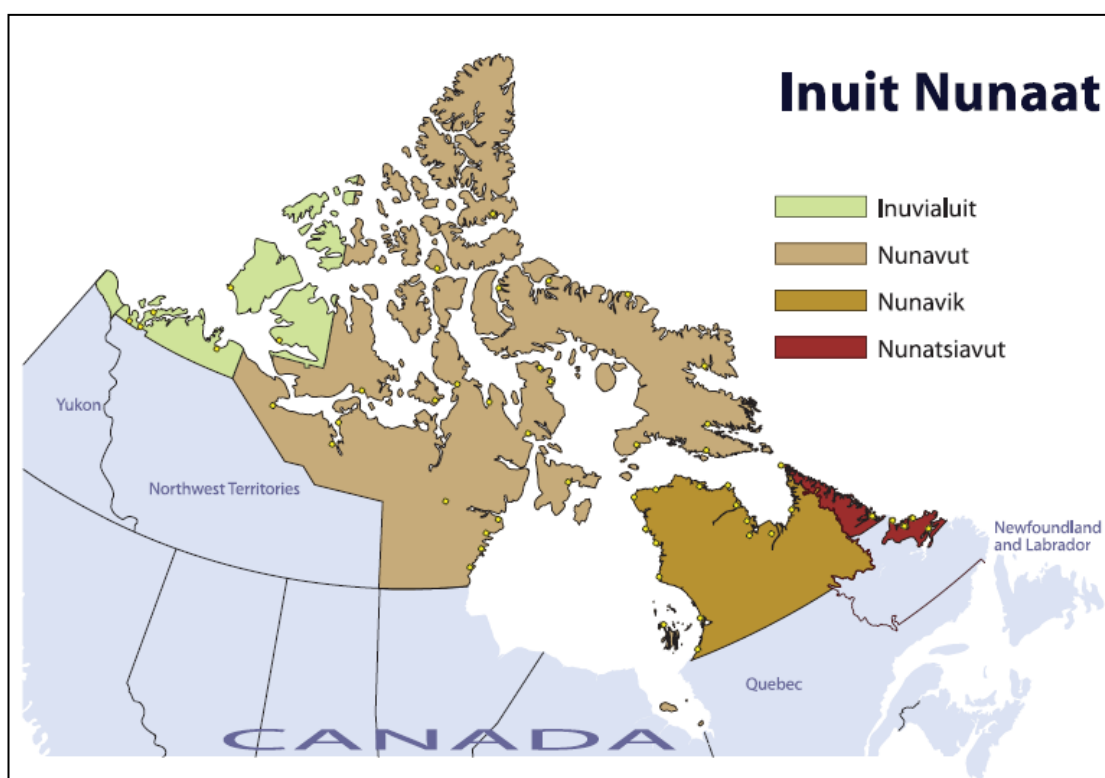 Inuit Nunaat
Inuvialuit
Nunavut
Nunavik
Nunatsiavut
Yukon
Northwest Territories
Newfoundland
and Labrador
Quebec
CANADA